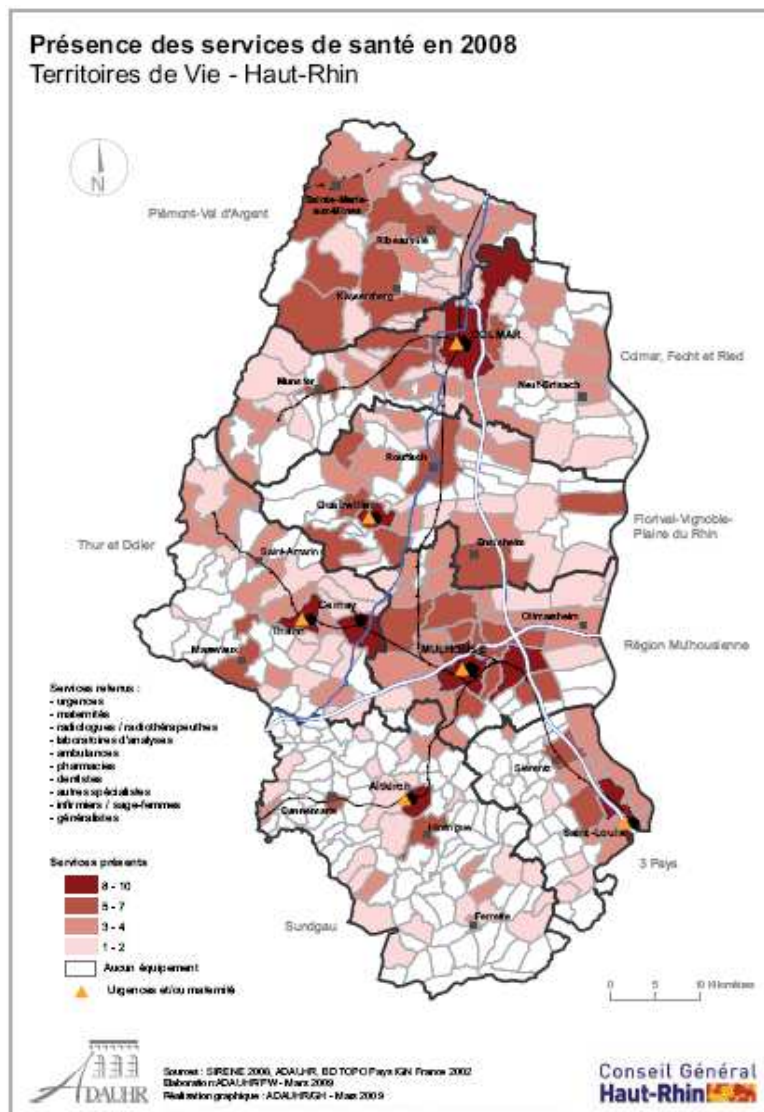 Présence des services de santé en 2008
Territoires de Vie - Haut-Rhin
N
Piémont-Val d'Argent
Sainte-Marie-
aux-Mines
Ribeauvillé
Kaysersberg
COLMAR
Colmar, Fecht et Ried
Munster
Neuf-Brisach
Rouffach
Guebwiller
Florival-Vignoble-
Plaine du Rhin
Thur et Doller
Saint-Amarin
Ensisheim
Cernay
Thann
Ottmarsheim
MULHOUSE
Région Mulhousienne
Masevaux
Services retenus :
- urgences
- maternités
- radiologues / radiothérapeuthes
- laboratoires d'analyses
- ambulances
- pharmacies
- dentistes
- autres spécialistes
- infirmiers / sage-femmes
- généralistes
Sierentz
Altkirch
Dannemarie
Hirsingue
Saint-Louis
3 Pays
Sundgau
Ferrette
Services présents
8 - 10
5 - 7
3 - 4
1 - 2
Aucun équipement
Urgences et/ou maternité
0 5 10 Kilomètres
ADAUHR
Sources : SIRENE 2008, ADAUHR, BD TOPO Pays IGN France 2002
Elaboration: ADAUHR/PW - Mars 2009
Réalisation graphique : ADAUHR/GH - Mars 2009
Conseil Général
Haut-Rhin